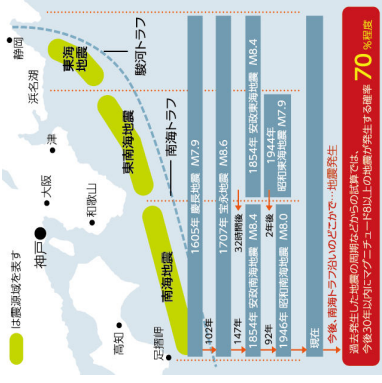 は震源域を表す
神戸
大阪
津
和歌山
浜名湖
静岡
高知
足摺岬
東海地震
駿河トラフ
東南海地震
南海トラフ
南海地震
1605年 慶長地震 M7.9
102年
1707年 宝永地震 M8.6
147年
32時間後
1854年 安政南海地震 M8.4
1854年 安政東海地震 M8.4
92年
2年後
1946年 昭和南海地震 M8.0
1944年
昭和東海地震 M7.9
現在
今後、南海トラフ沿いのどこかで…地震発生
過去発生した地震の周期などからの試算では、
今後30年以内にマグニチュード8以上の地震が発生する確率70%程度